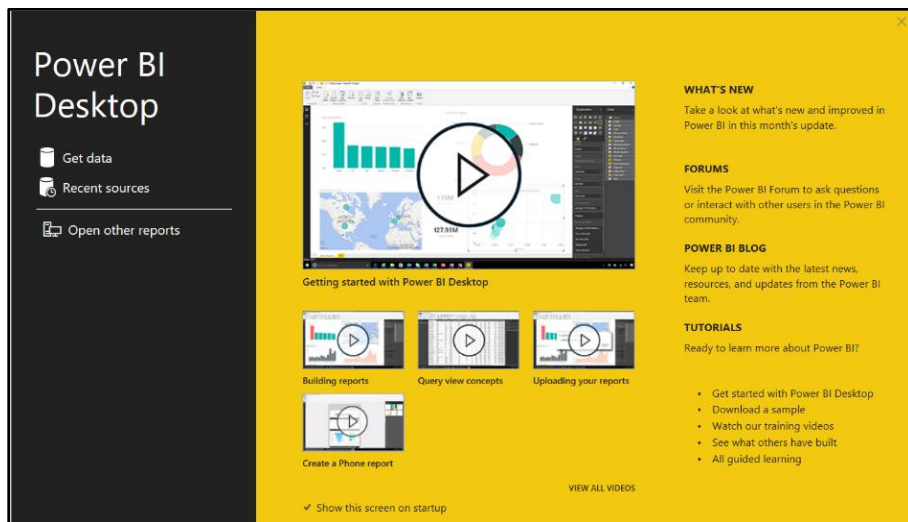 Power BI
Desktop
Get data
Recent sources
Open other reports
127.93M
Getting started with Power BI Desktop
Building reports
Query view concepts
Uploading your reports
Create a Phone report
VIEW ALL VIDEOS
✓ Show this screen on startup
WHAT'S NEW
Take a look at what's new and improved in
Power BI in this month's update.
FORUMS
Visit the Power BI Forum to ask questions
or interact with other users in the Power BI
community.
POWER BI BLOG
Keep up to date with the latest news,
resources, and updates from the Power BI
team.
TUTORIALS
Ready to learn more about Power BI?
• Get started with Power BI Desktop
• Download a sample
• Watch our training videos
• See what others have built
• All guided learning